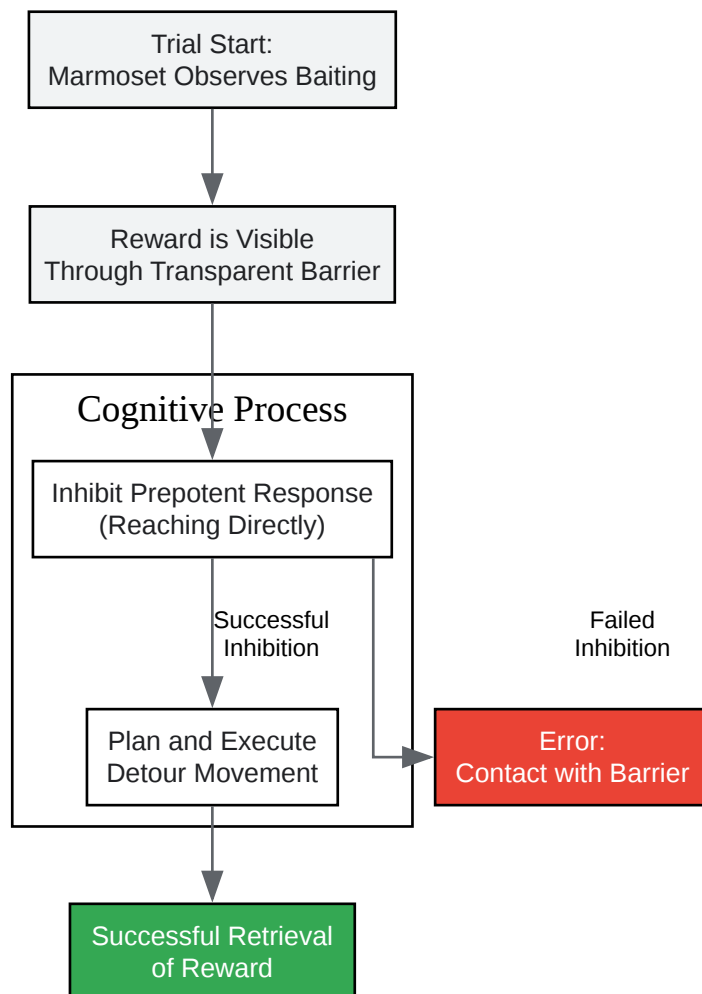 Trial Start:
Marmoset Observes Baiting
Reward is Visible
Through Transparent Barrier
Cognitive Process
Inhibit Prepotent Response
(Reaching Directly)
Successful
Inhibition
Failed
Inhibition
Plan and Execute
Detour Movement
Error:
Contact with Barrier
Successful Retrieval
of Reward